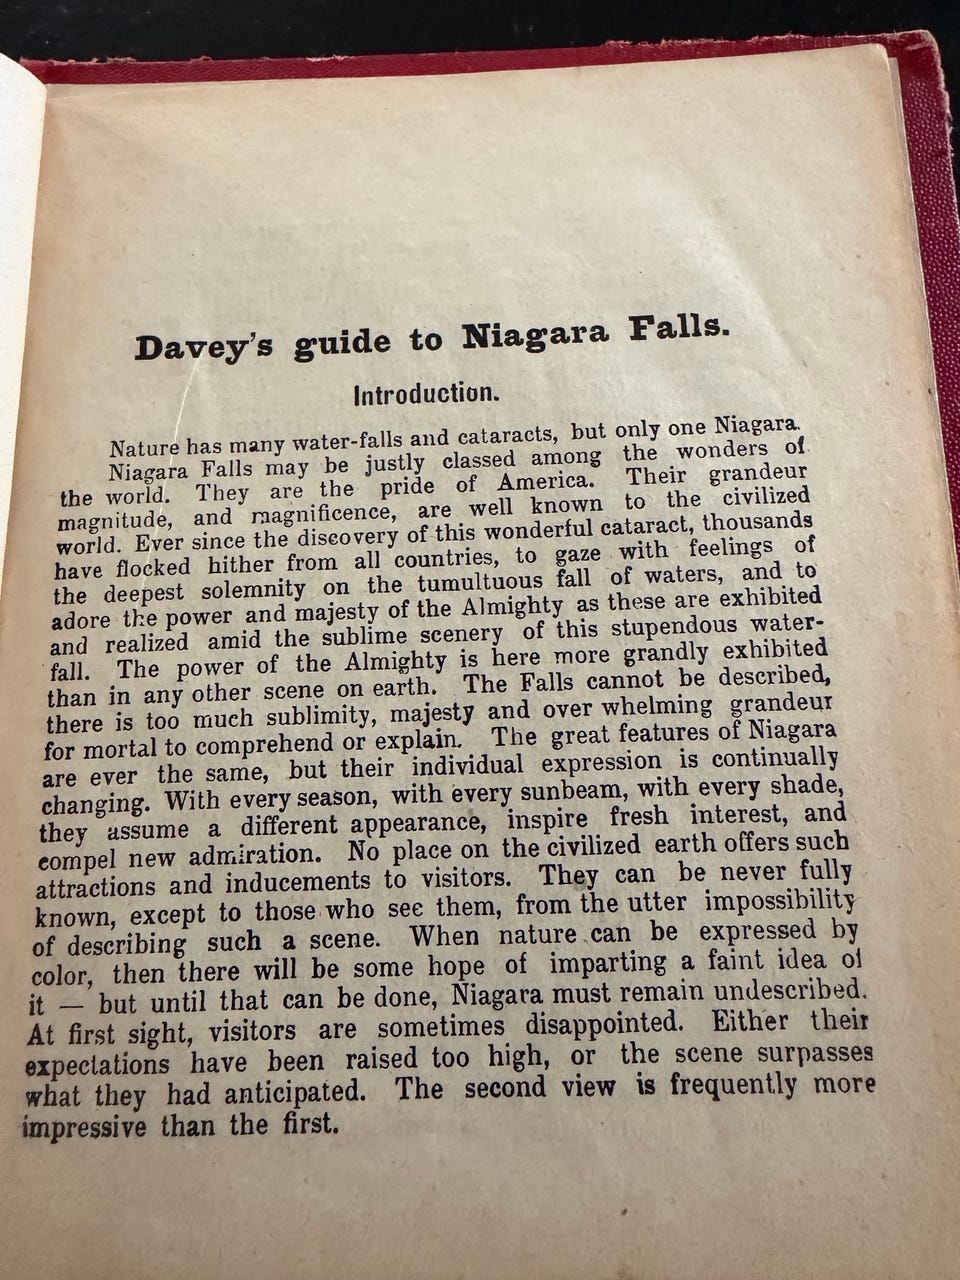 Davey's guide to Niagara Falls.
Introduction.
Nature has many water-falls and cataracts, but only one Niagara.
Niagara Falls may be justly classed among the wonders of
the world. They are the pride of America. Their grandeur
magnitude, and magnificence, are well known to the civilized
world. Ever since the discovery of this wonderful cataract, thousands
have flocked hither from all countries, to gaze with feelings of
the deepest solemnity on the tumultuous fall of waters, and to
adore the power and majesty of the Almighty as these are exhibited
and realized amid the sublime scenery of this stupendous water-
fall. The power of the Almighty is here more grandly exhibited
than in any other scene on earth. The Falls cannot be described,
there is too much sublimity, majesty and over whelming grandeur
for mortal to comprehend or explain. The great features of Niagara
are ever the same, but their individual expression is continually
changing. With every season, with every sunbeam, with every shade,
they assume a different appearance, inspire fresh interest, and
compel new admiration. No place on the civilized earth offers such
attractions and inducements to visitors. They can be never fully
known, except to those who see them, from the utter impossibility
of describing such a scene. When nature can be expressed by
color, then there will be some hope of imparting a faint idea of
it — but until that can be done, Niagara must remain undescribed.
At first sight, visitors are sometimes disappointed. Either their
expectations have been raised too high, or the scene surpasses
what they had anticipated. The second view is frequently more
impressive than the first.